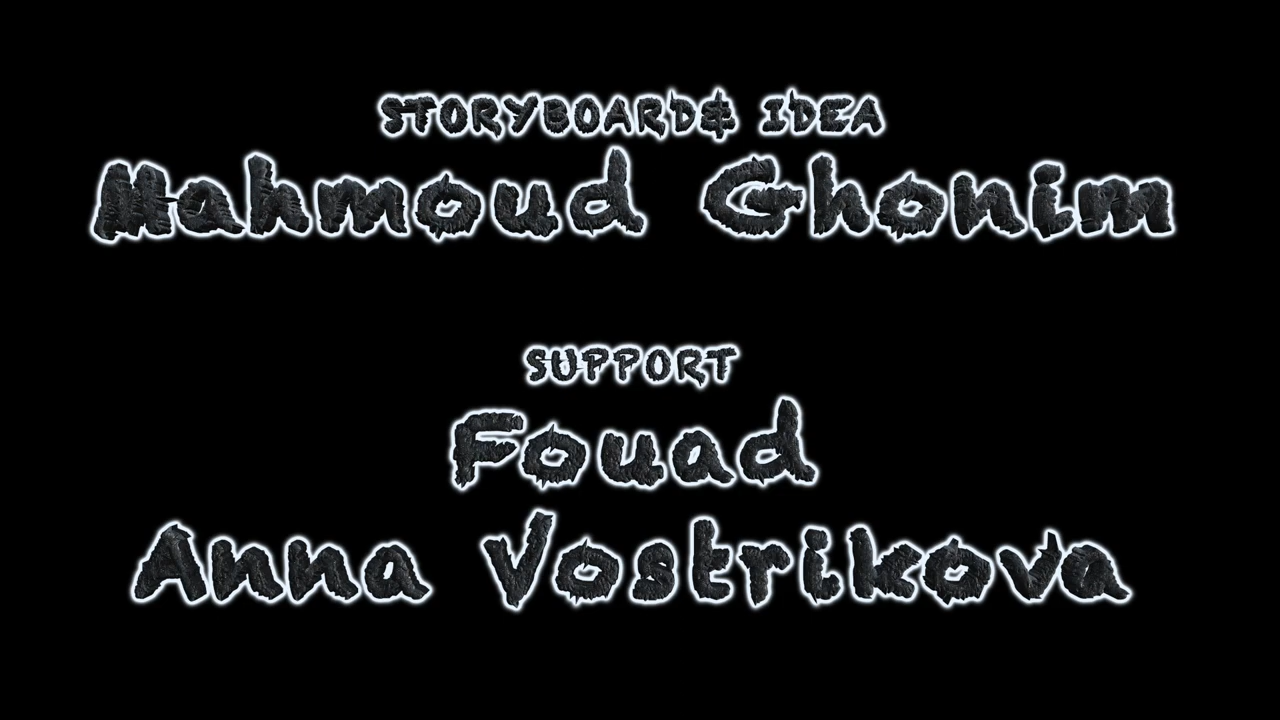 STORYBOARD& IDEA
Mahmoud Ghonim
SUPPORT
Fouad
Anna Vostrikova